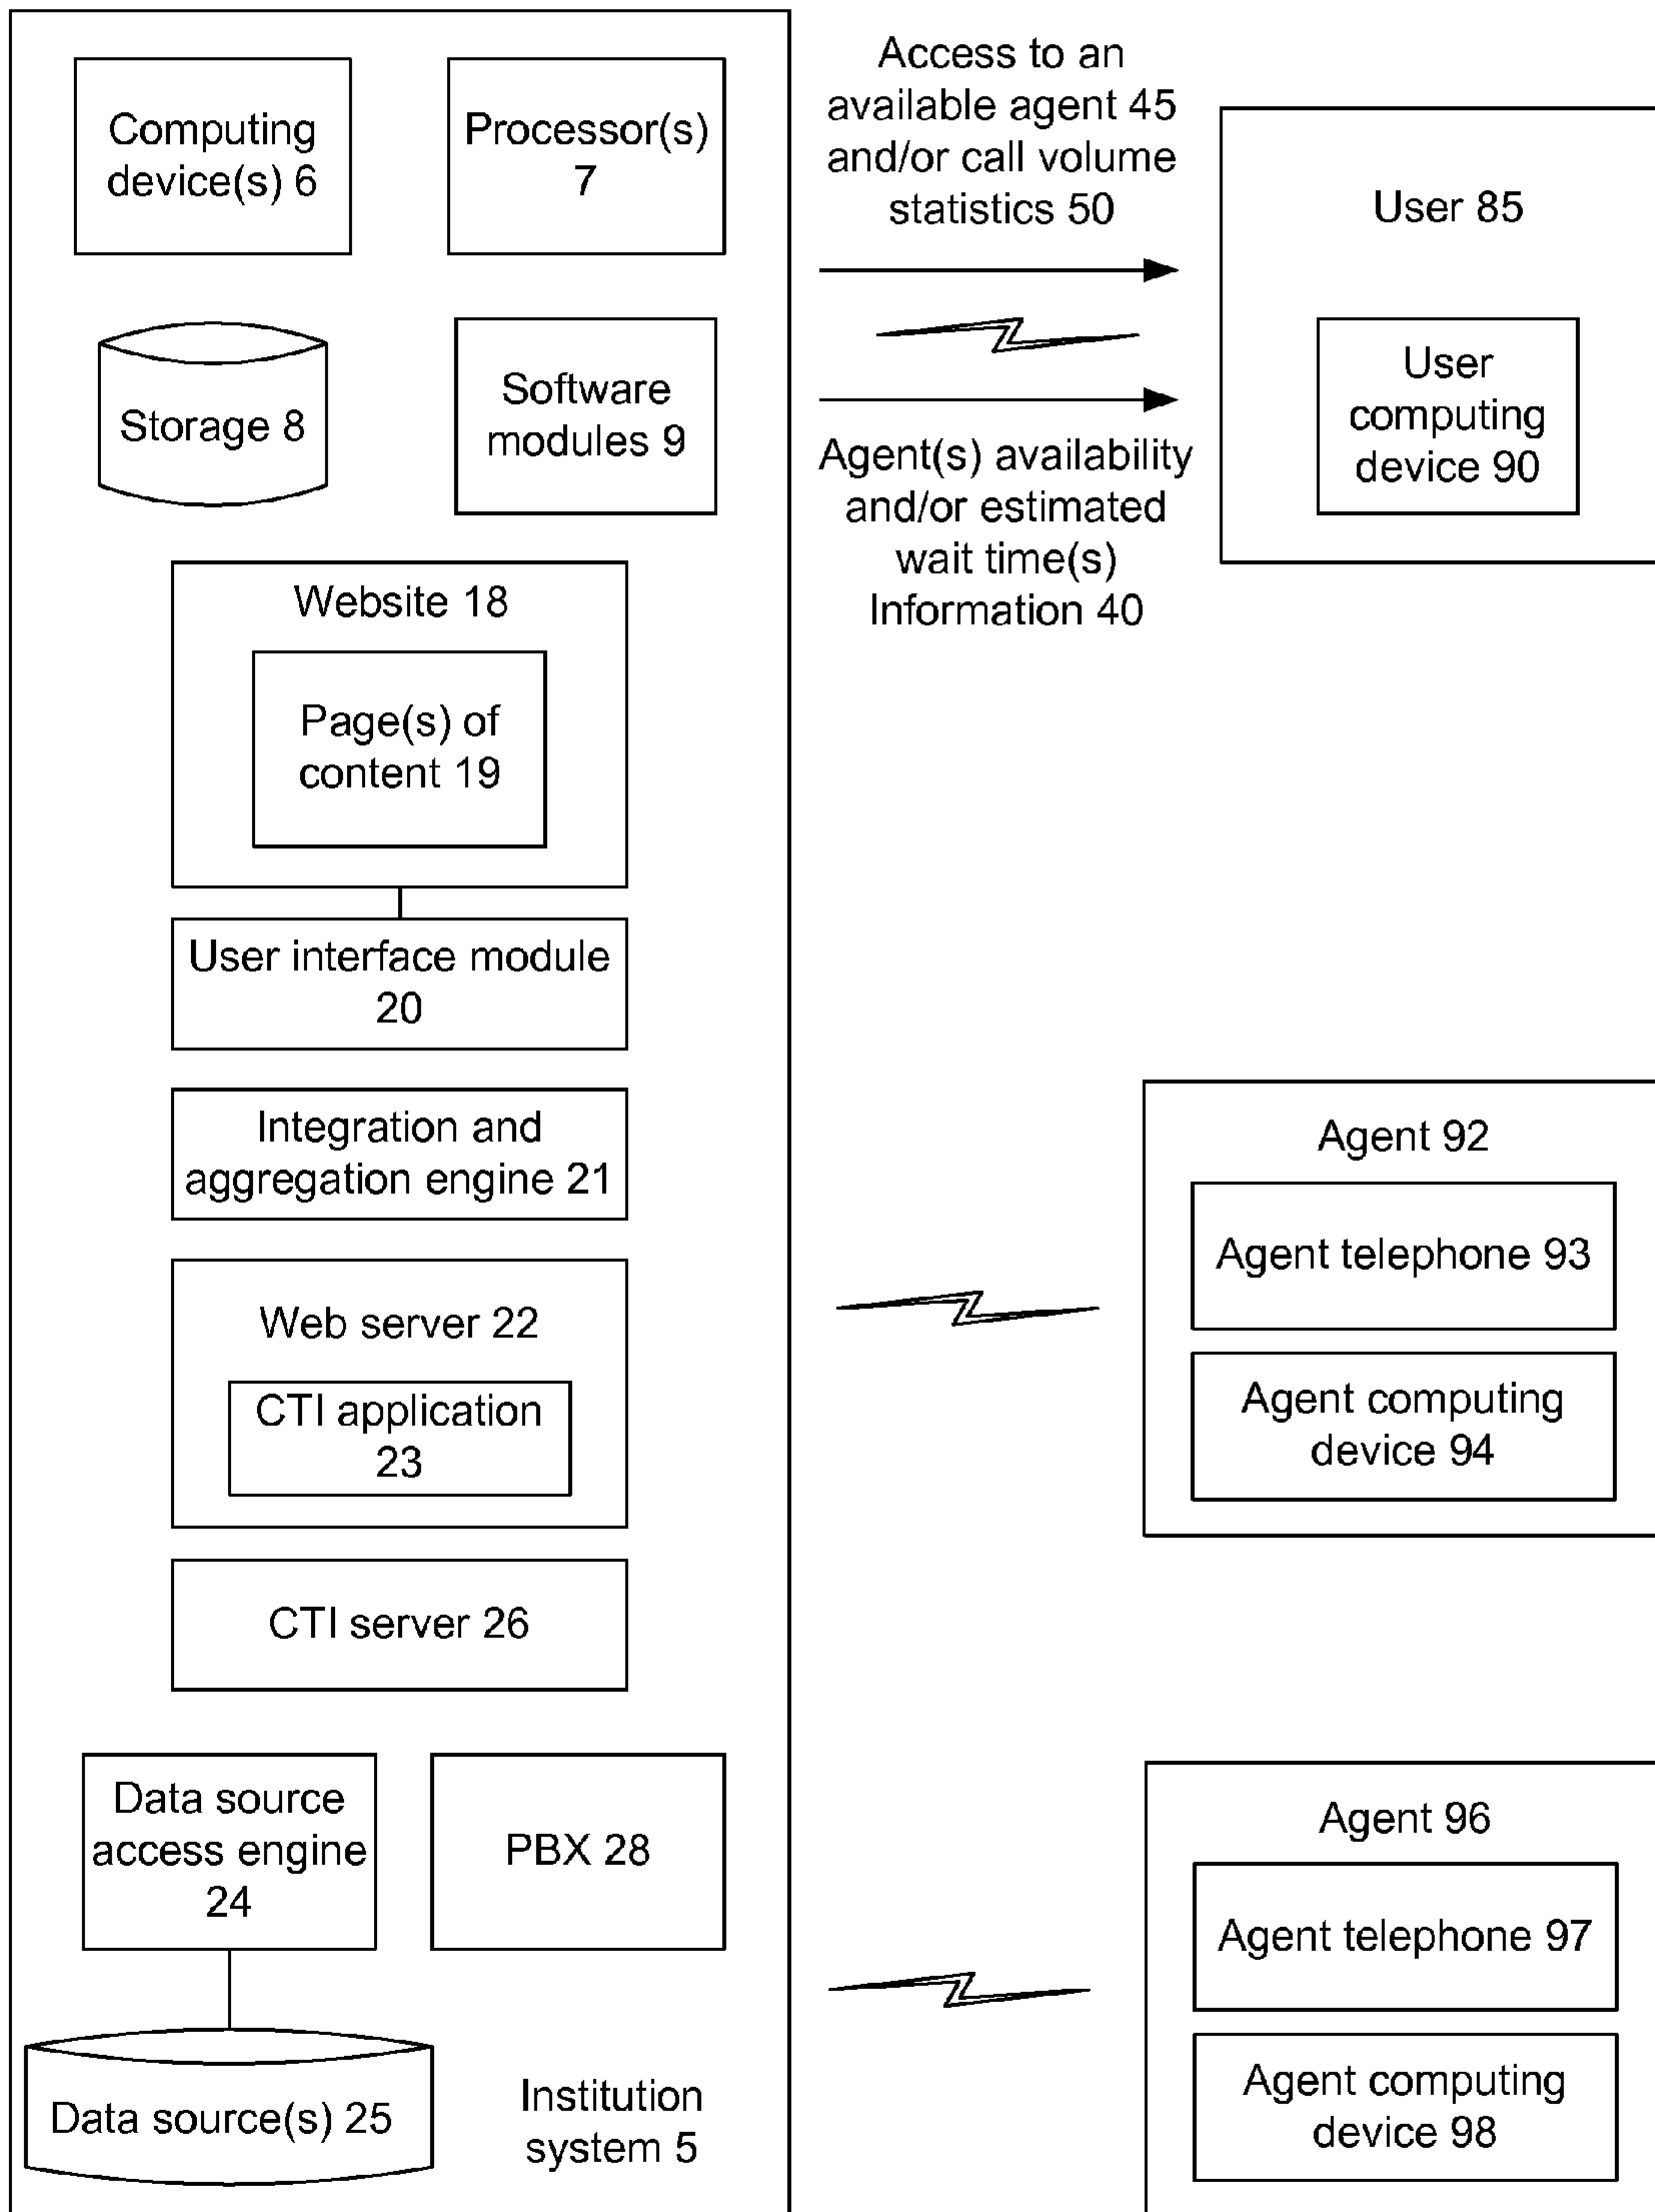 Computing
device(s) 6
Processor(s)
7
Storage 8
Software
modules 9
Website 18
Page(s) of
content 19
User interface module
20
Integration and
aggregation engine 21
Web server 22
CTI application
23
CTI server 26
Data source
access engine
24
PBX 28
Data source(s) 25
Institution
system 5
Access to an
available agent 45
and/or call volume
statistics 50
Agent(s) availability
and/or estimated
wait time(s)
Information 40
User 85
User
computing
device 90
Agent 92
Agent telephone 93
Agent computing
device 94
Agent 96
Agent telephone 97
Agent computing
device 98